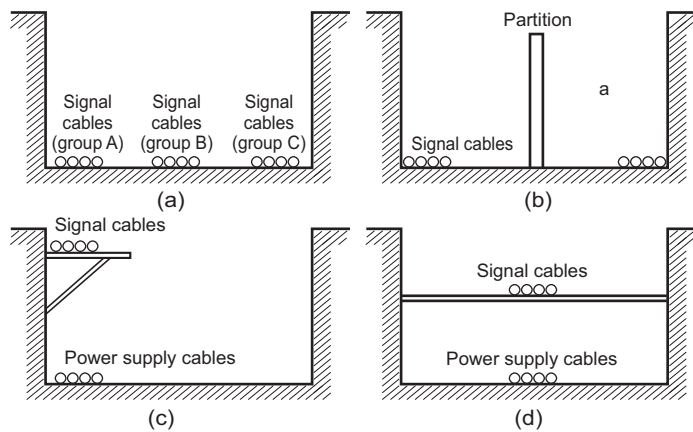 Signal
cables
(group A)
Signal
cables
(group B)
Signal
cables
(group C)
(a)
Partition
a
Signal cables
(b)
Signal cables
Power supply cables
(c)
Signal cables
Power supply cables
(d)